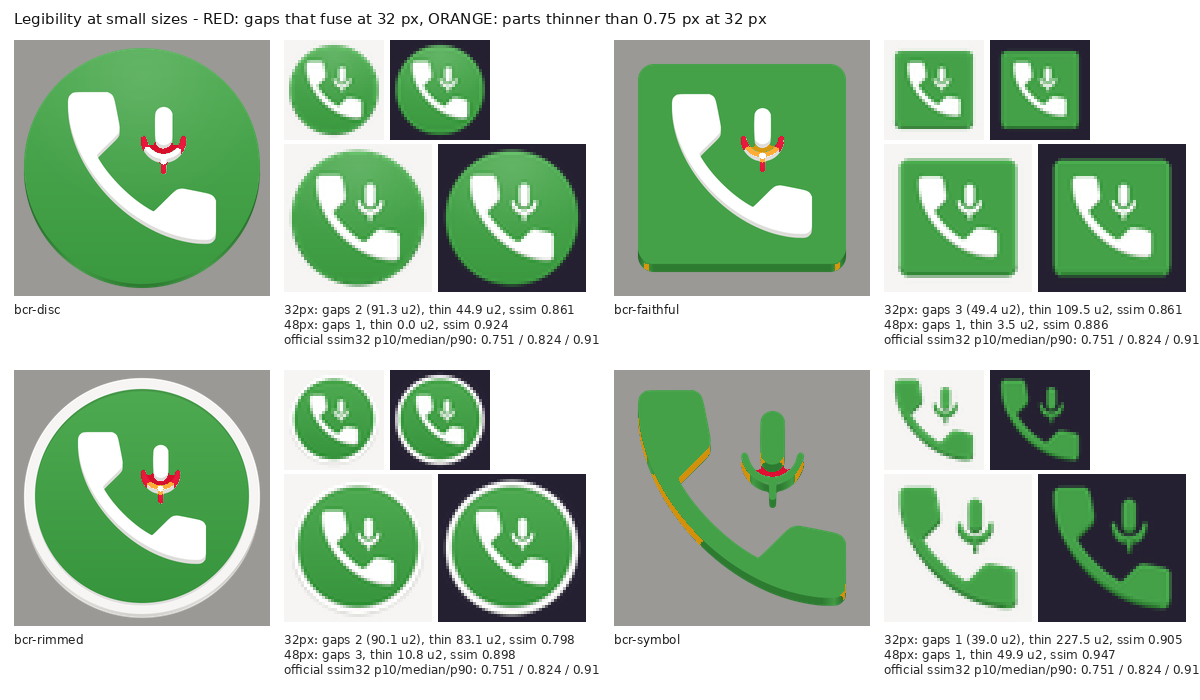 Legibility at small sizes - RED: gaps that fuse at 32 px, ORANGE: parts thinner than 0.75 px at 32 px
bcr-disc
32px: gaps 2 (91.3 u2), thin 44.9 u2, ssim 0.861
48px: gaps 1, thin 0.0 u2, ssim 0.924
official ssim32 p10/median/p90: 0.751 / 0.824 / 0.91
bcr-faithful
32px: gaps 3 (49.4 u2), thin 109.5 u2, ssim 0.861
48px: gaps 1, thin 3.5 u2, ssim 0.886
official ssim32 p10/median/p90: 0.751 / 0.824 / 0.91
bcr-rimmed
32px: gaps 2 (90.1 u2), thin 83.1 u2, ssim 0.798
48px: gaps 3, thin 10.8 u2, ssim 0.898
official ssim32 p10/median/p90: 0.751 / 0.824 / 0.91
bcr-symbol
32px: gaps 1 (39.0 u2), thin 227.5 u2, ssim 0.905
48px: gaps 1, thin 49.9 u2, ssim 0.947
official ssim32 p10/median/p90: 0.751 / 0.824 / 0.91